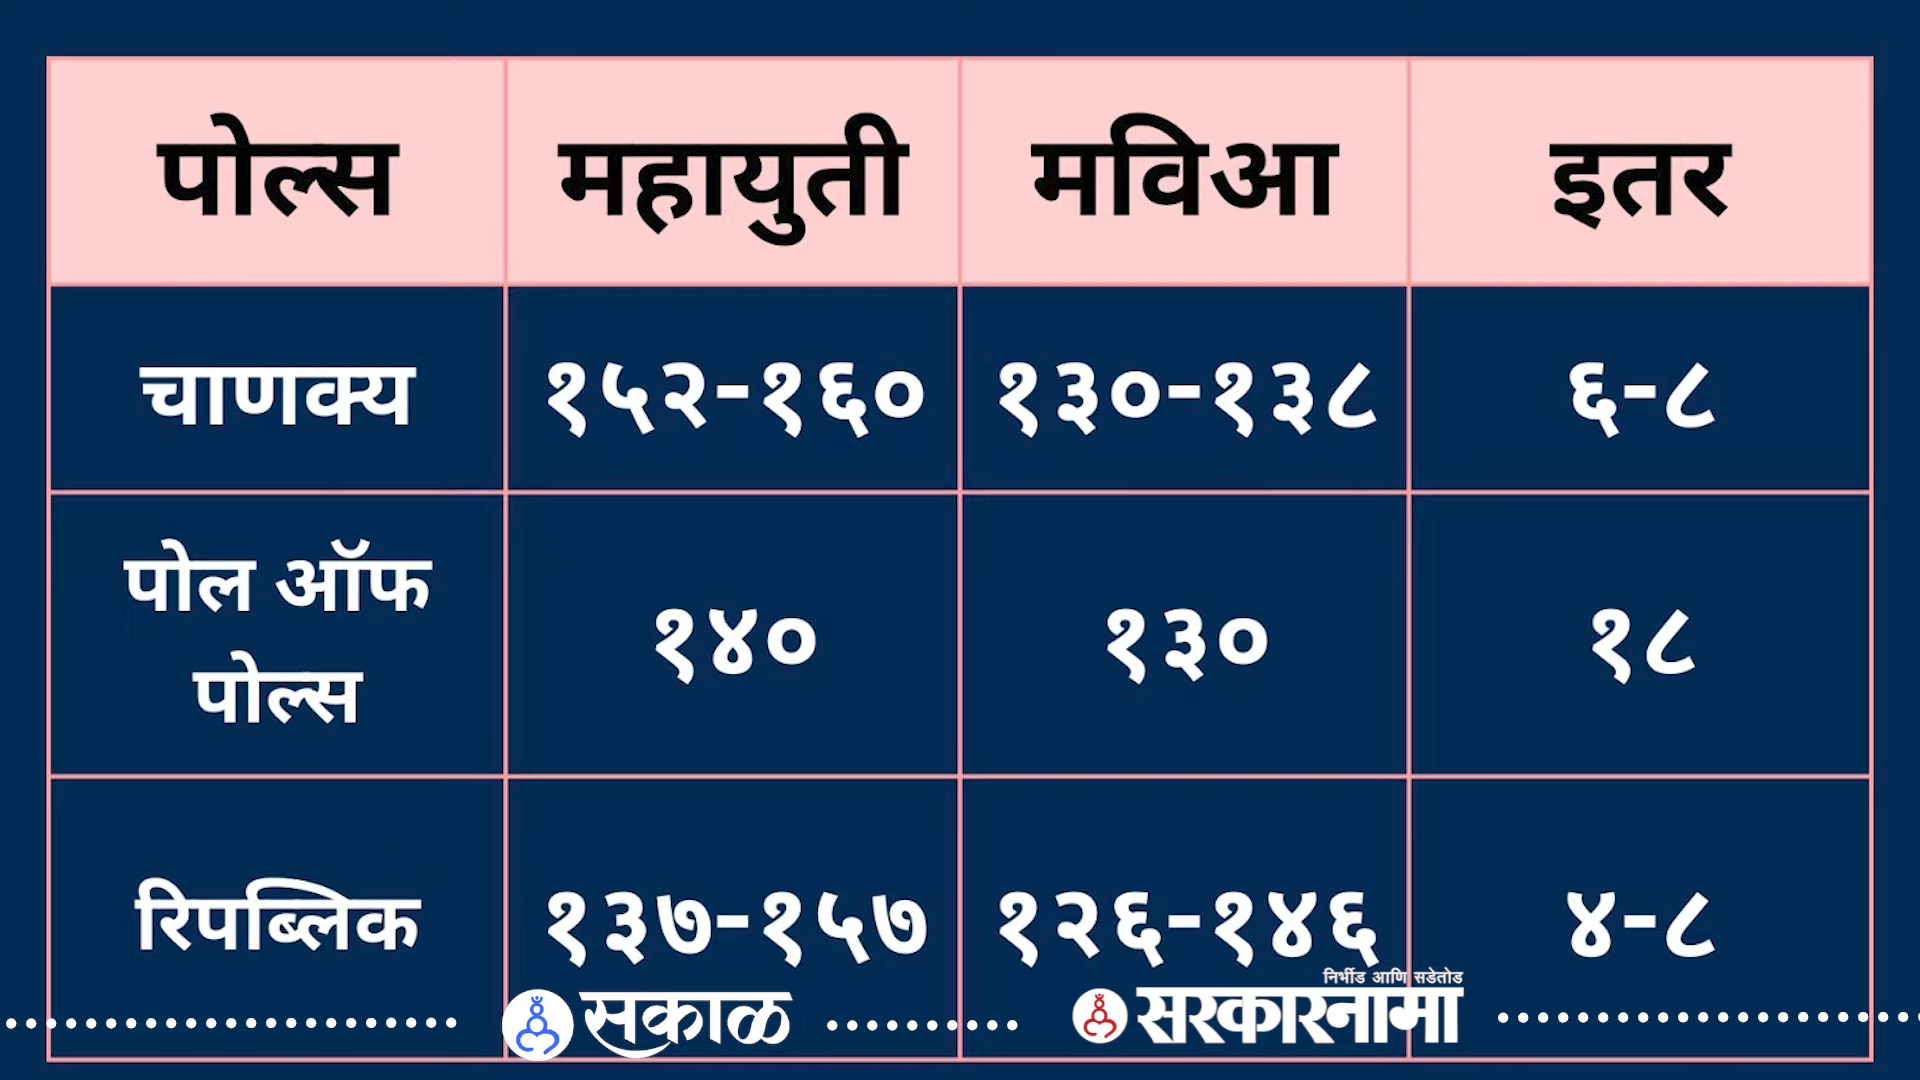 पोल्स महायुती मविआ इतर
चाणक्य १५२-१६० १३०-१३८ ६-८
पोल ऑफ
पोल्स १४० १३० १८
रिपब्लिक १३७-१५७ १२६-१४६ ४-८
सकाळ
निर्भीड आणि सडेतोड
सरकारनामा